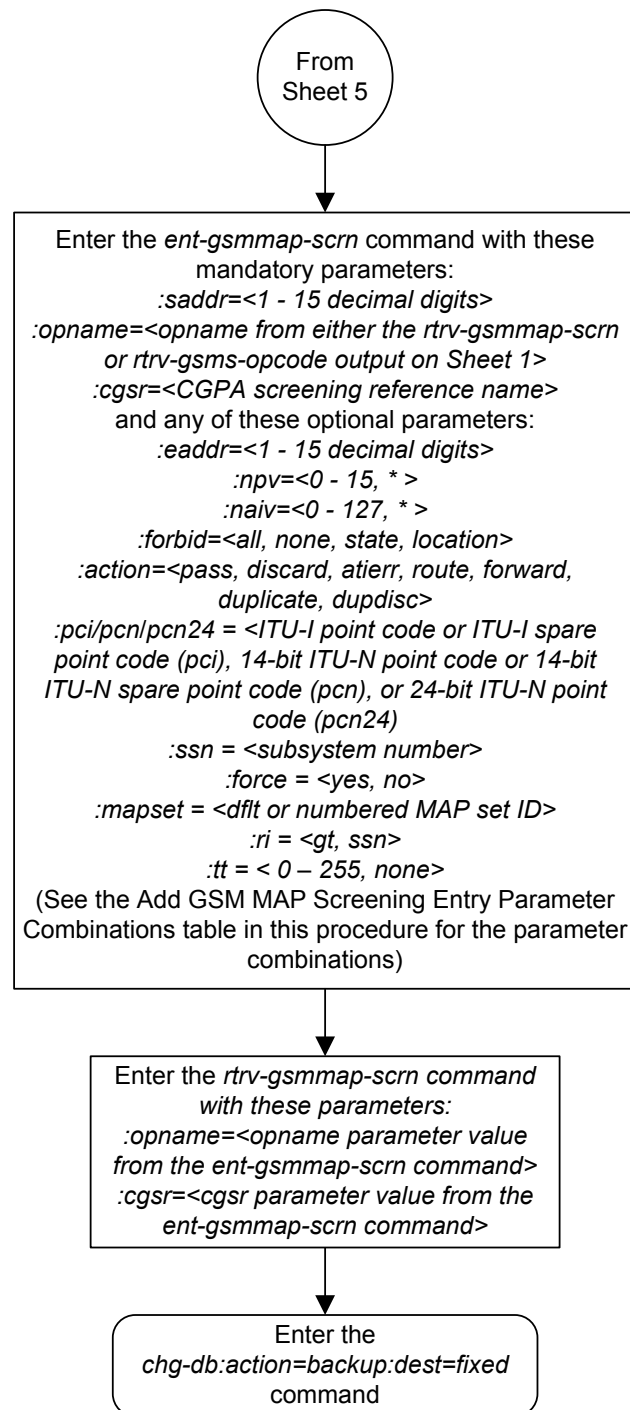 From
Sheet 5
Enter the ent-gsmmap-scrn command with these
mandatory parameters:
:saddr=<1 - 15 decimal digits>
:opname=<opname from either the rtrv-gsmmap-scrn
or rtrv-gsms-opcode output on Sheet 1>
:cgsr=<CGPA screening reference name>
and any of these optional parameters:
:eaddr=<1 - 15 decimal digits>
:npv=<0 - 15, * >
:naiv=<0 - 127, * >
:forbid=<all, none, state, location>
:action=<pass, discard, atierr, route, forward,
duplicate, dupdisc>
:pci/pcn/pcn24 = <ITU-I point code or ITU-I spare
point code (pci), 14-bit ITU-N point code or 14-bit
ITU-N spare point code (pcn), or 24-bit ITU-N point
code (pcn24)
:ssn = <subsystem number>
:force = <yes, no>
:mapset = <dflt or numbered MAP set ID>
:ri = <gt, ssn>
:tt = < 0 – 255, none>
(See the Add GSM MAP Screening Entry Parameter
Combinations table in this procedure for the parameter
combinations)
Enter the rtrv-gsmmap-scrn command
with these parameters:
:opname=<opname parameter value
from the ent-gsmmap-scrn command>
:cgsr=<cgsr parameter value from the
ent-gsmmap-scrn command>
Enter the
chg-db:action=backup:dest=fixed
command